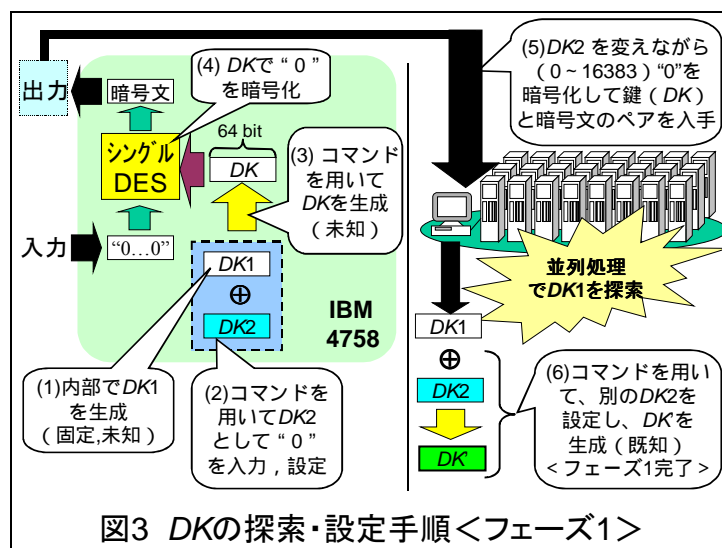 出力
暗号文
(4) DKで“ 0 ”
を暗号化
シングル
DES
64 bit
DK
(3) コマンド
を用いて
DKを生成
(未知)
入力
“0…0”
DK1
⊕
DK2
IBM
4758
(1)内部でDK1
を生成
(固定,未知)
(2)コマンドを
用いてDK2
として“ 0 ”
を入力,設定
(5)DK2 を変えながら
(0~16383)“0”を
暗号化して鍵(DK)
と暗号文のペアを入手
並列処理
でDK1を探索
DK1
⊕
DK2
DK'
(6)コマンドを用い
て、別のDK2を
設定し、DK'を
生成(既知)
<フェーズ1完了>
図3 DKの探索・設定手順<フェーズ1>